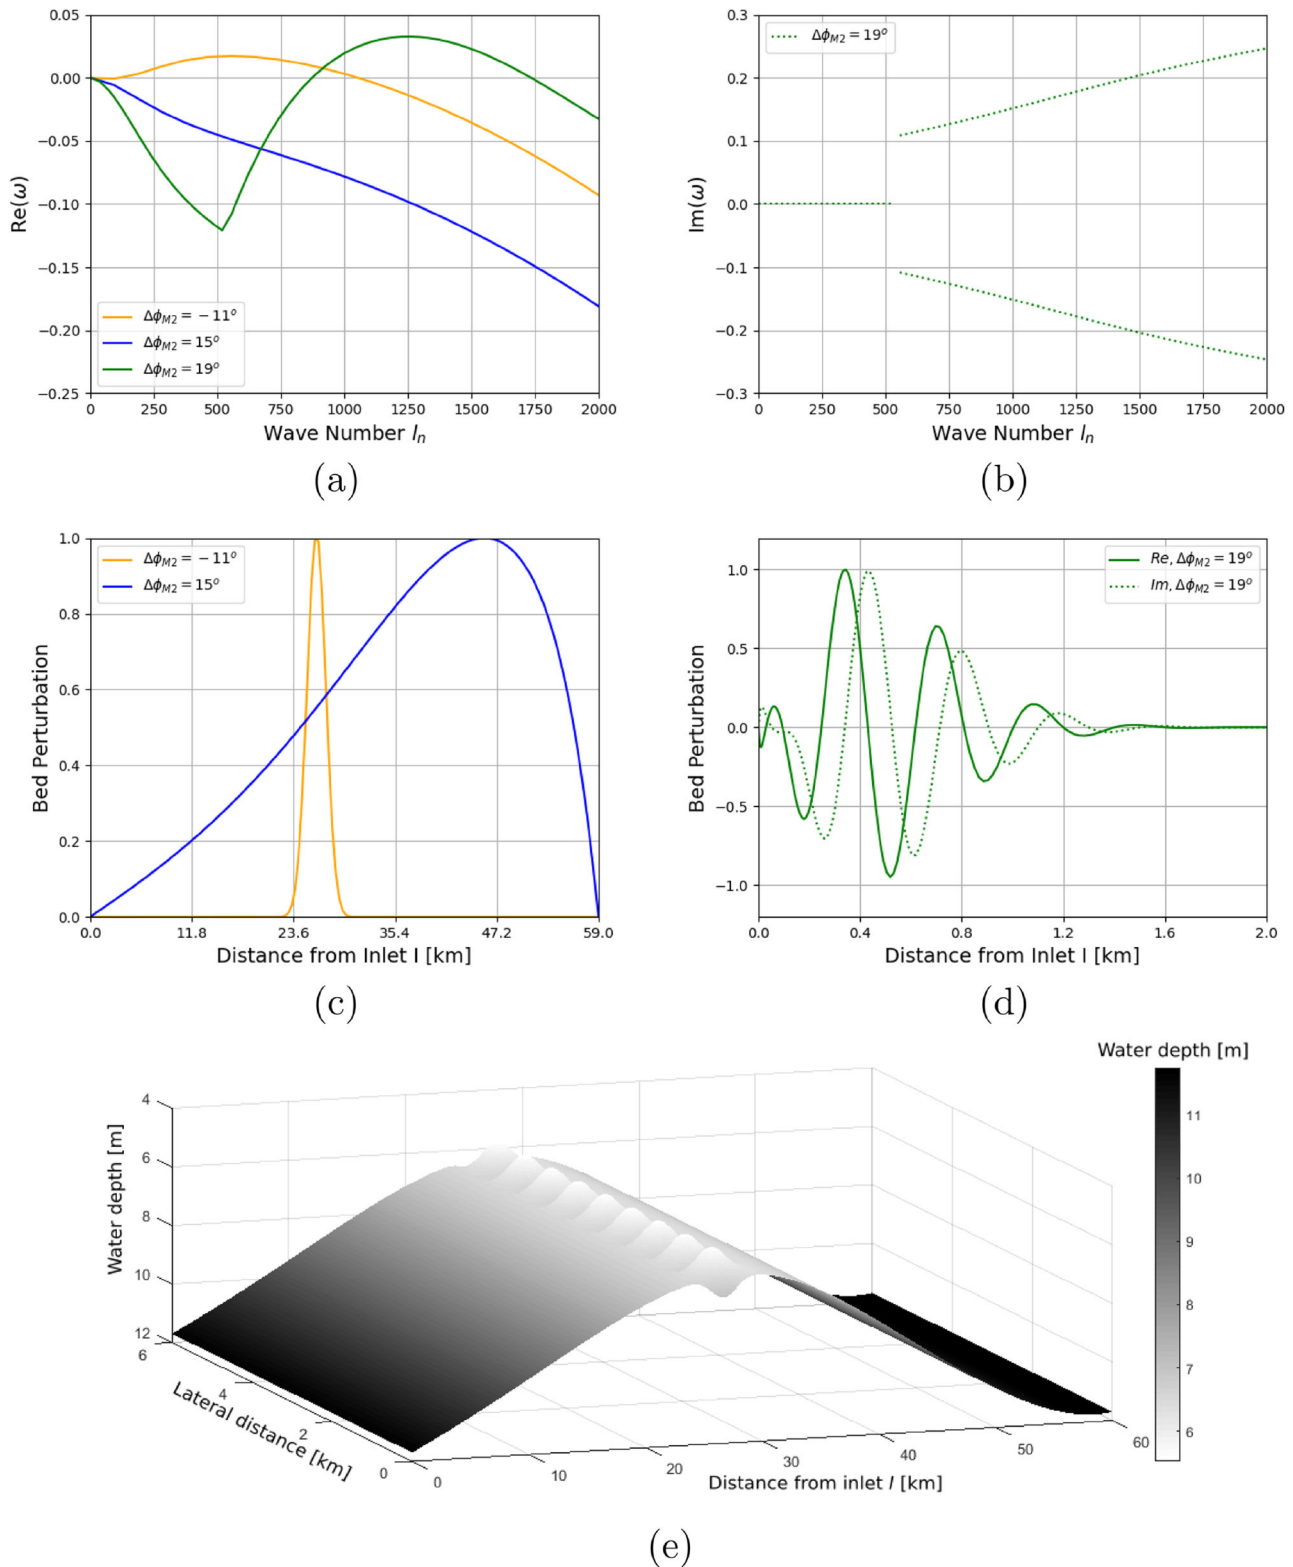 0.05
0.00
−0.05
−0.10
−0.15
−0.20
−0.25
Re(ω)
Δϕ_M2 = −11°
Δϕ_M2 = 15°
Δϕ_M2 = 19°
0 250 500 750 1000 1250 1500 1750 2000
Wave Number l_n
(a)
0.3
0.2
0.1
0.0
−0.1
−0.2
−0.3
Im(ω)
Δϕ_M2 = 19°
0 250 500 750 1000 1250 1500 1750 2000
Wave Number l_n
(b)
1.0
0.8
0.6
0.4
0.2
0.0
Bed Perturbation
Δϕ_M2 = −11°
Δϕ_M2 = 15°
0.0 11.8 23.6 35.4 47.2 59.0
Distance from Inlet I [km]
(c)
1.0
0.5
0.0
−0.5
−1.0
Bed Perturbation
Re, Δϕ_M2 = 19°
Im, Δϕ_M2 = 19°
0.0 0.4 0.8 1.2 1.6 2.0
Distance from Inlet I [km]
(d)
Water depth [m]
11
10
9
8
7
6
4
6
8
10
12
Water depth [m]
6
4
2
0
Lateral distance [km]
0 10 20 30 40 50 60
Distance from inlet I [km]
(e)